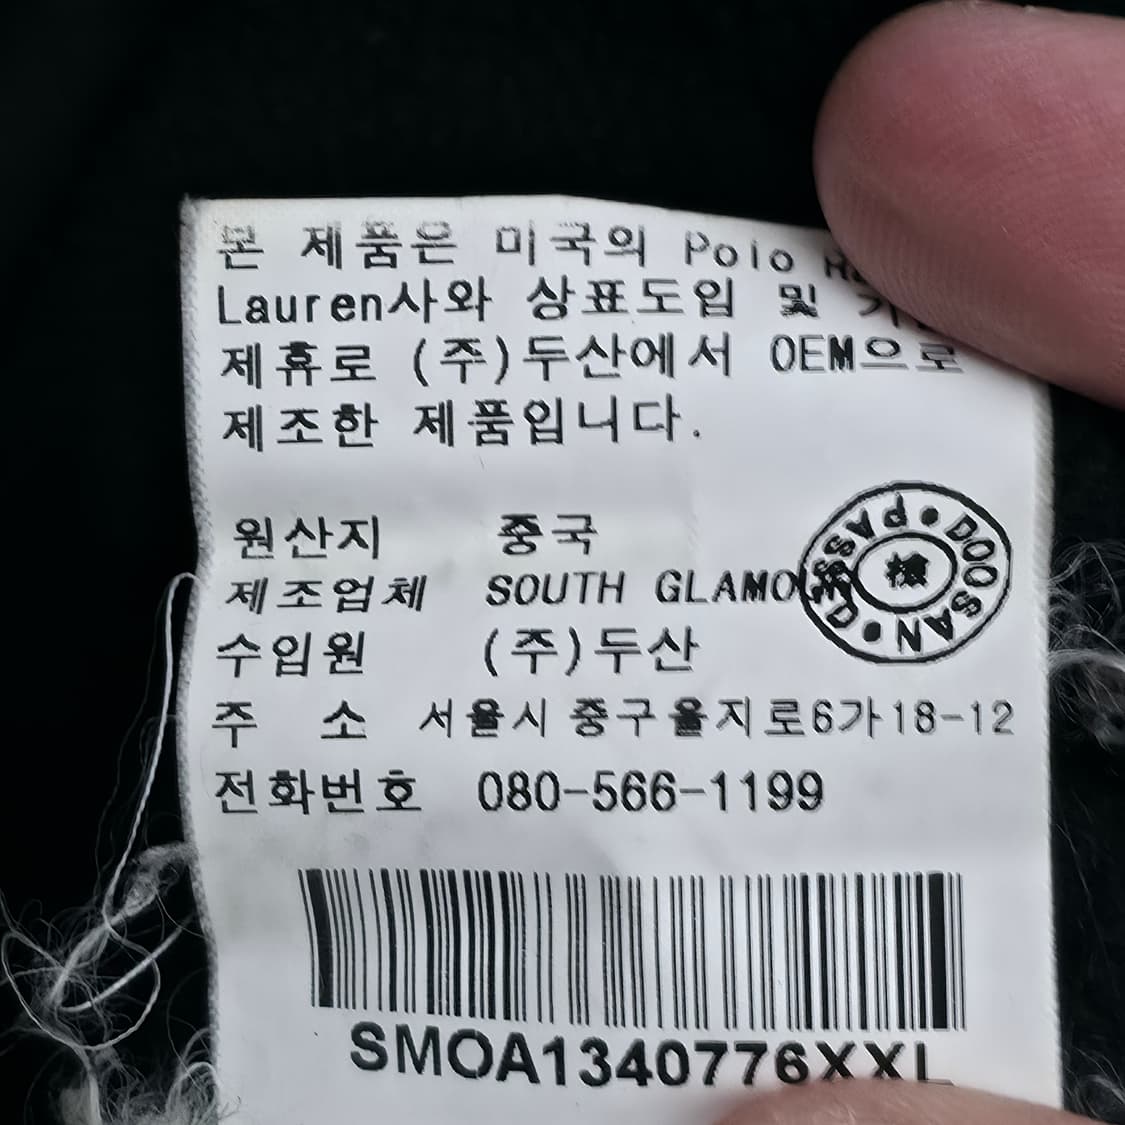 본 제품은 미국의 Polo
Lauren사와 상표도입 및
제휴로 (주)두산에서 OEM으로
제조한 제품입니다.
원산지 중국
제조업체 SOUTH
수입원 (주)두산
주 소 서울시 중구 을지로6가18-12
전화번호 080-566-1199
DOOSAN • QS PASS •
檢
SMOA1340776XXL